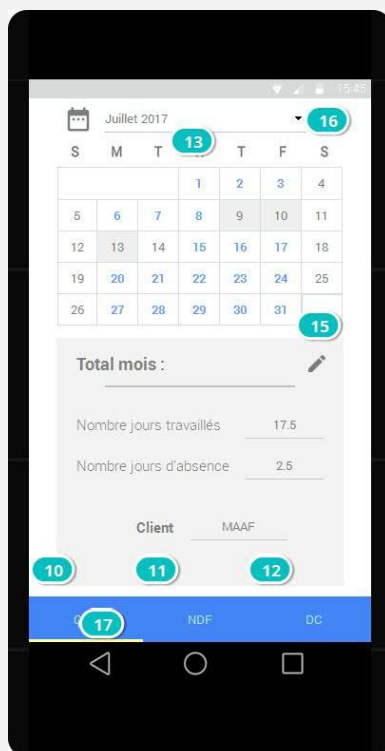 15:46
Juillet 2017
16
13
S M T T F S
1 2 3 4
5 6 7 8 9 10 11
12 13 14 15 16 17 18
19 20 21 22 23 24 25
26 27 28 29 30 31
15
Total mois :
Nombre jours travaillés 17.5
Nombre jours d'absence 2.5
Client MAAF
10 11 12
17 NDF DC